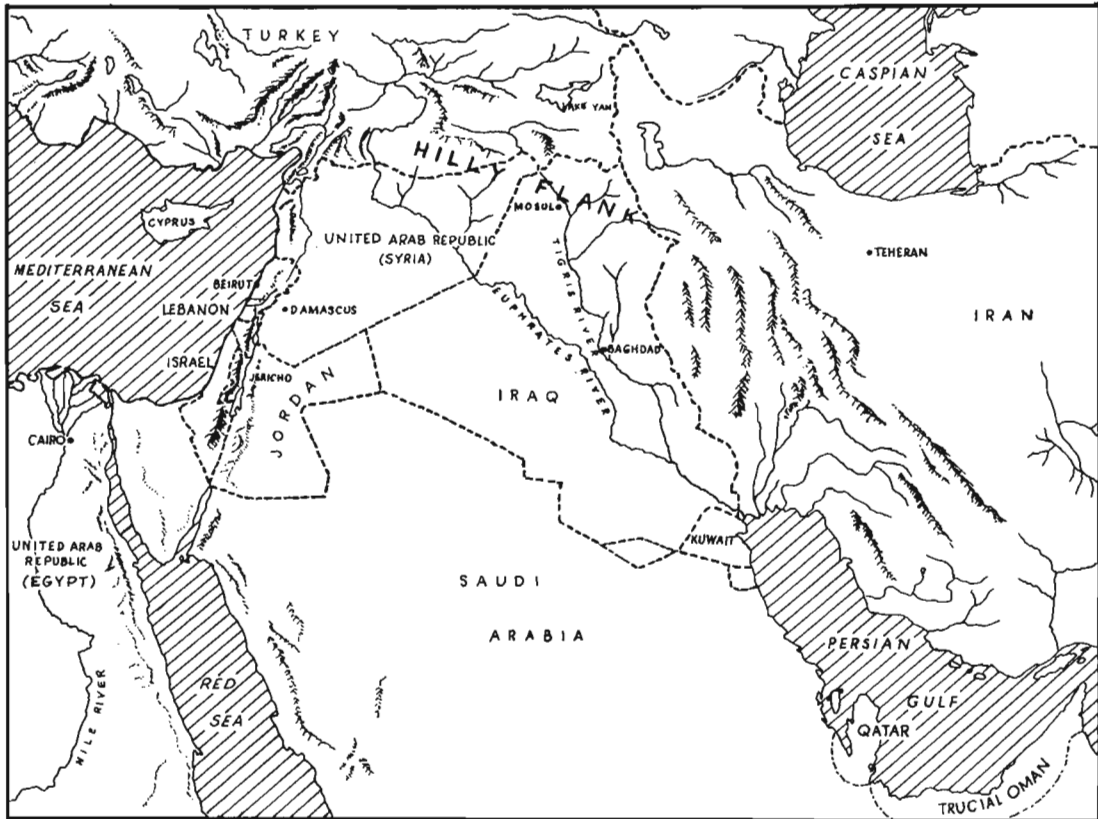 TURKEY
CASPIAN
SEA
LAKE VAN
HILLY FLANK
MOSUL
CYPRUS
UNITED ARAB REPUBLIC
(SYRIA)
TIGRIS RIVER
TEHERAN
MEDITERRANEAN
SEA
BEIRUT
LEBANON
DAMASCUS
EUPHRATES RIVER
IRAN
BAGHDAD
ISRAEL
JERICHO
JORDAN
IRAQ
CAIRO
UNITED ARAB
REPUBLIC
(EGYPT)
KUWAIT
SAUDI
ARABIA
PERSIAN
GULF
NILE RIVER
RED
SEA
QATAR
TRUCIAL OMAN